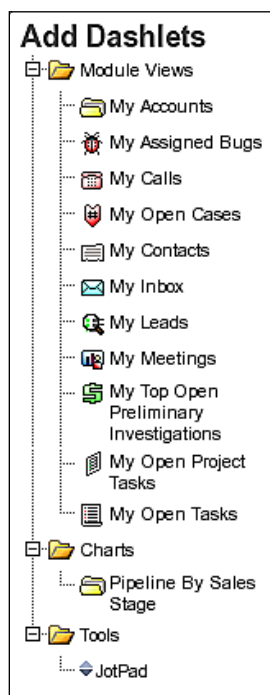 Add Dashlets
Module Views
My Accounts
My Assigned Bugs
My Calls
My Open Cases
My Contacts
My Inbox
My Leads
My Meetings
My Top Open
Preliminary
Investigations
My Open Project
Tasks
My Open Tasks
Charts
Pipeline By Sales
Stage
Tools
JotPad